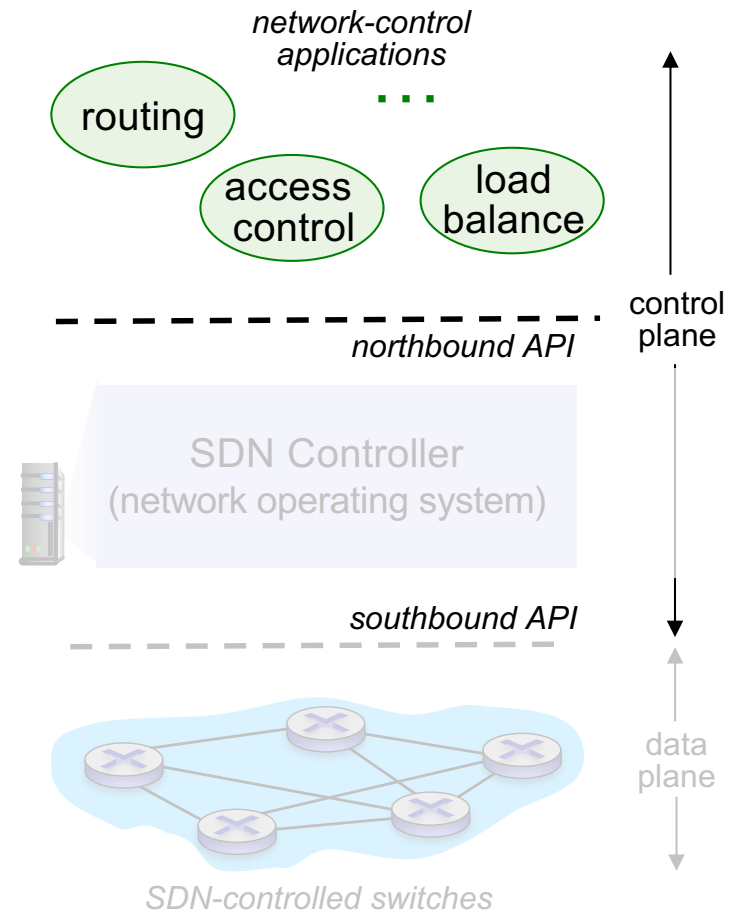 network-control
applications
routing
...
access
control
load
balance
control
plane
northbound API
SDN Controller
(network operating system)
southbound API
data
plane
SDN-controlled switches